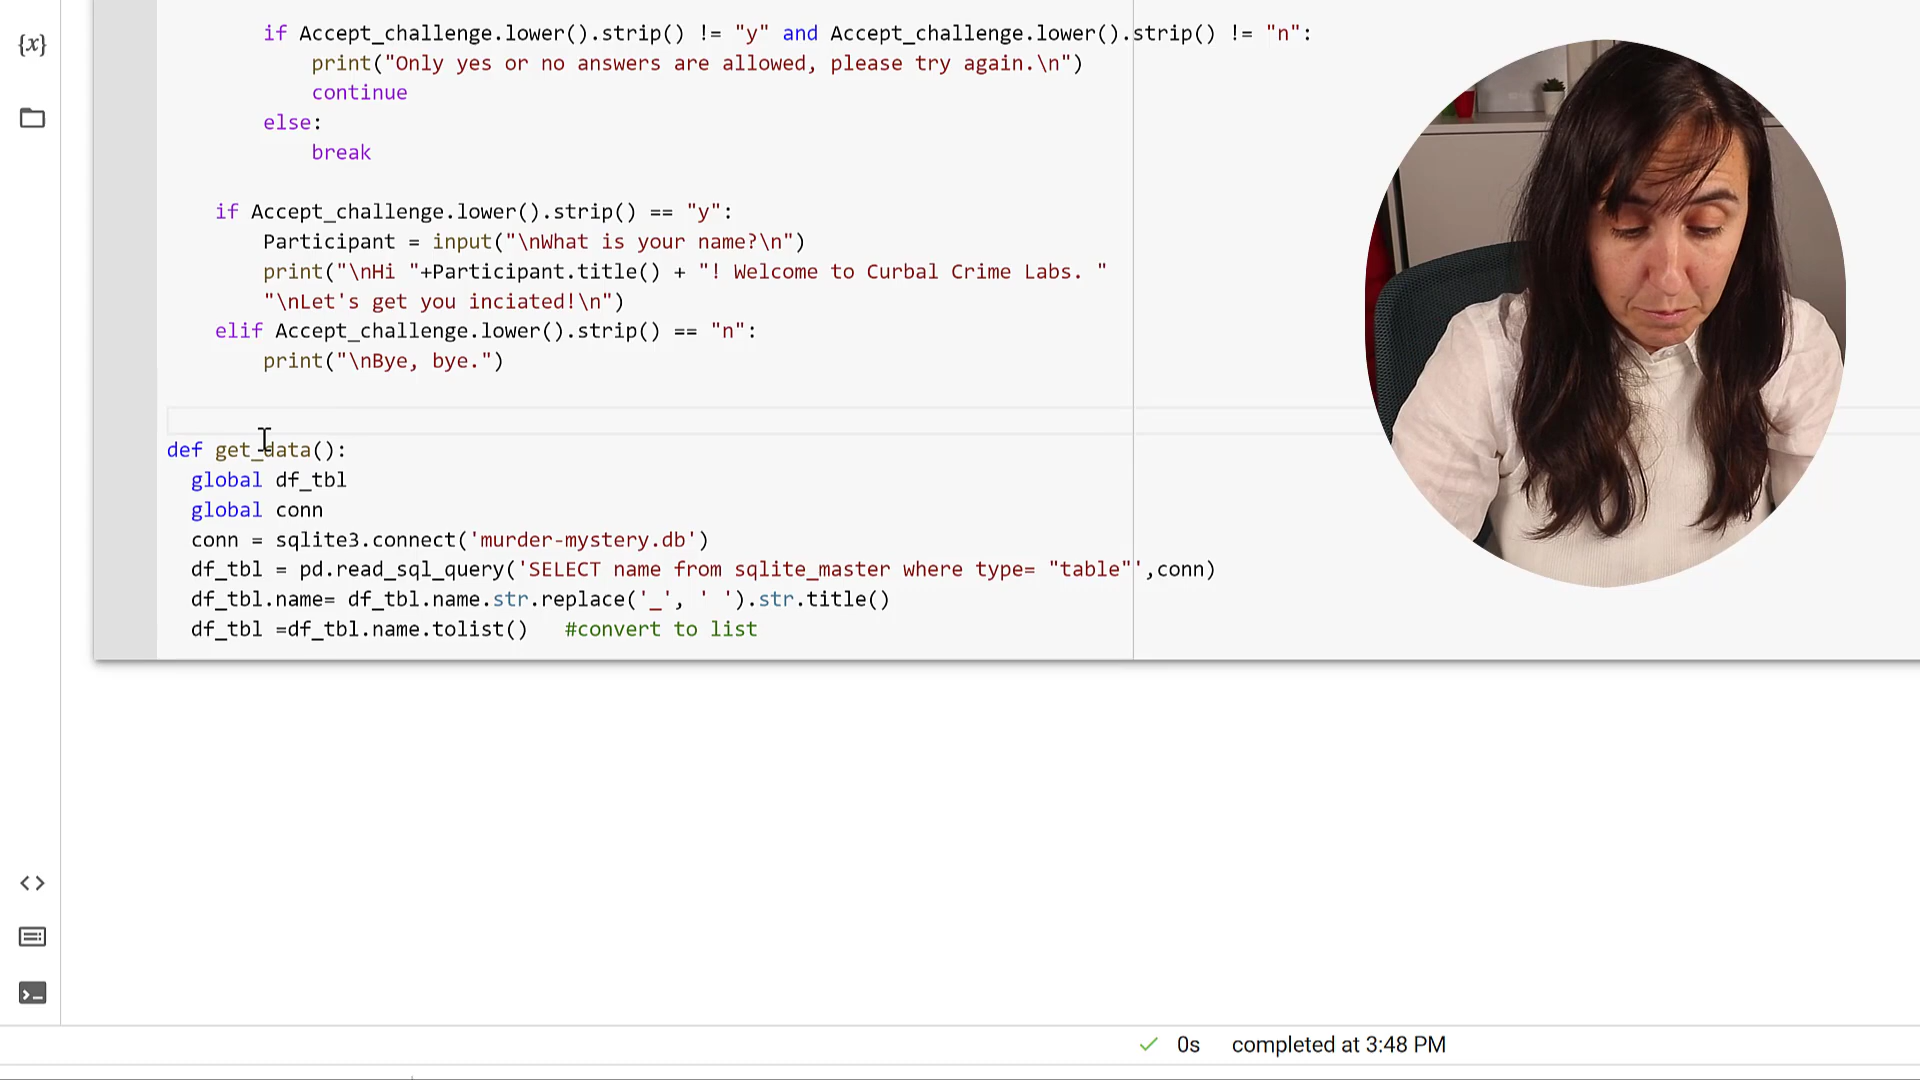 {x}
if Accept_challenge.lower().strip() != "y" and Accept_challenge.lower().strip() != "n":
print("Only yes or no answers are allowed, please try again.\n")
continue
else:
break
if Accept_challenge.lower().strip() == "y":
Participant = input("\nWhat is your name?\n")
print("\nHi "+Participant.title() + "! Welcome to Curbal Crime Labs. "
"\nLet's get you inciated!\n")
elif Accept_challenge.lower().strip() == "n":
print("\nBye, bye.")
def get_data():
global df_tbl
global conn
conn = sqlite3.connect('murder-mystery.db')
df_tbl = pd.read_sql_query('SELECT name from sqlite_master where type= "table"',conn)
df_tbl.name= df_tbl.name.str.replace('_', ' ').str.title()
df_tbl =df_tbl.name.tolist()   #convert to list
0s completed at 3:48 PM